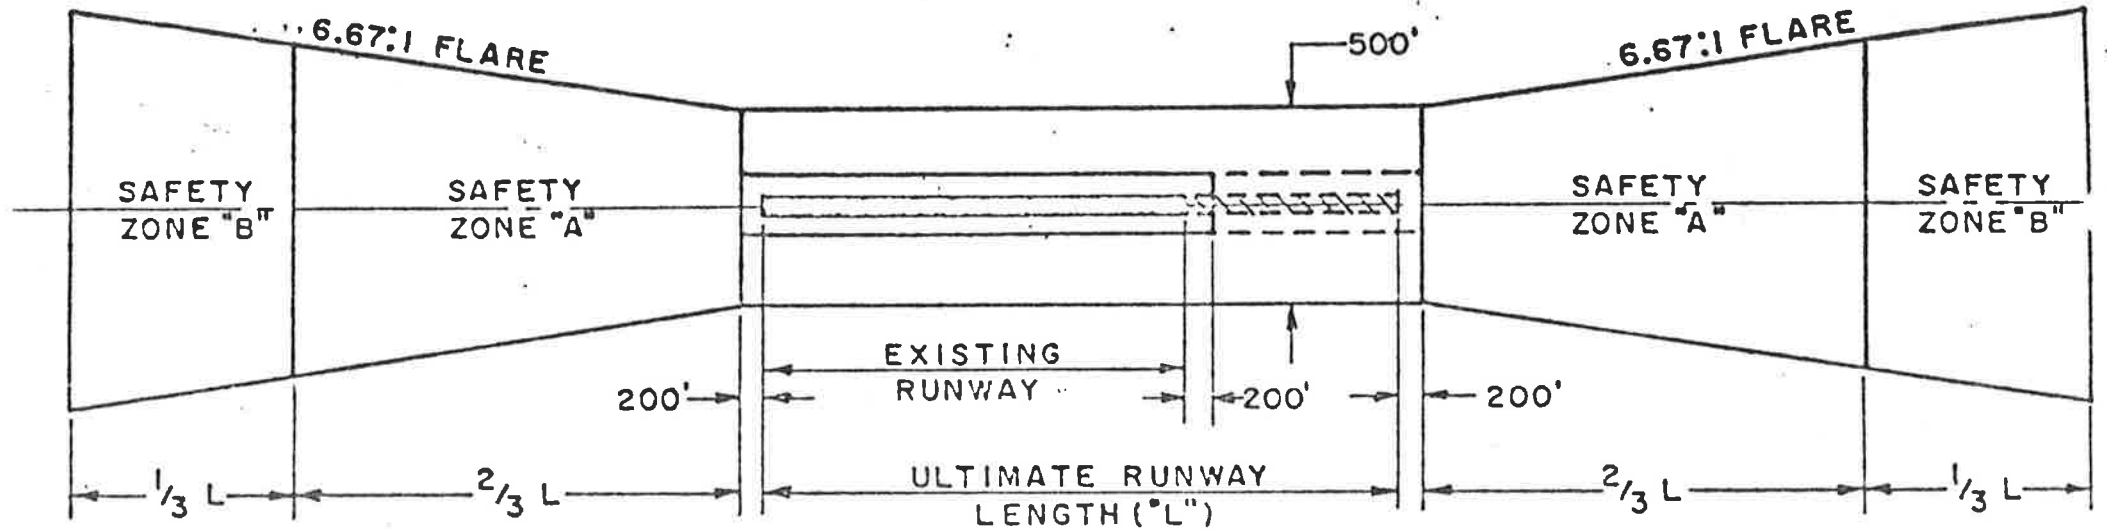 6.67:1 FLARE
500'
6.67:1 FLARE
SAFETY
ZONE "B"
SAFETY
ZONE "A"
SAFETY
ZONE "A"
SAFETY
ZONE "B"
EXISTING
RUNWAY
200'
200'
200'
1/3 L
2/3 L
ULTIMATE RUNWAY
LENGTH ("L")
2/3 L
1/3 L